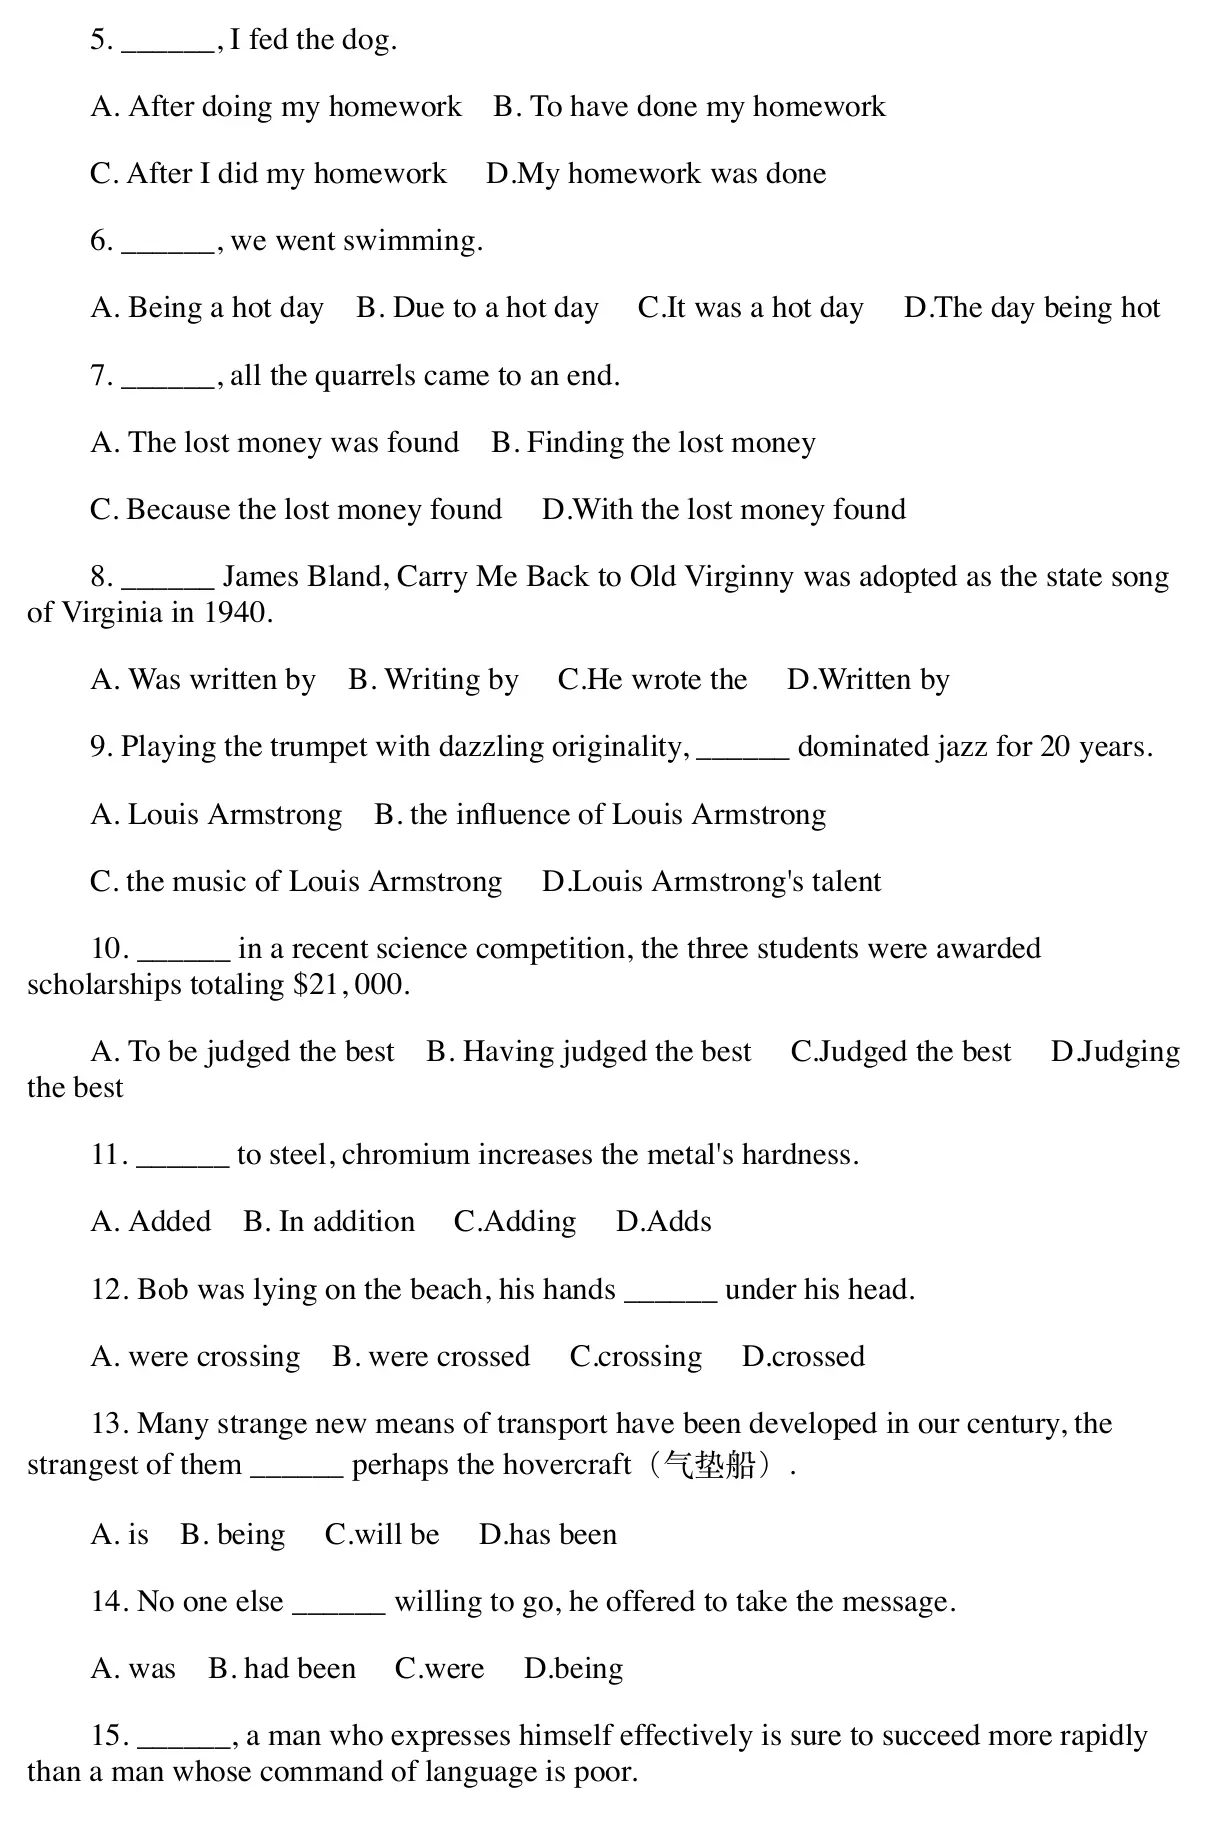 5. ______, I fed the dog.
A. After doing my homework B. To have done my homework
C. After I did my homework D.My homework was done
6. ______, we went swimming.
A. Being a hot day B. Due to a hot day C.It was a hot day D.The day being hot
7. ______, all the quarrels came to an end.
A. The lost money was found B. Finding the lost money
C. Because the lost money found D.With the lost money found
8. ______ James Bland, Carry Me Back to Old Virginny was adopted as the state song
of Virginia in 1940.
A. Was written by B. Writing by C.He wrote the D.Written by
9. Playing the trumpet with dazzling originality, ______ dominated jazz for 20 years.
A. Louis Armstrong B. the influence of Louis Armstrong
C. the music of Louis Armstrong D.Louis Armstrong's talent
10. ______ in a recent science competition, the three students were awarded
scholarships totaling $21, 000.
A. To be judged the best B. Having judged the best C.Judged the best D.Judging
the best
11. ______ to steel, chromium increases the metal's hardness.
A. Added B. In addition C.Adding D.Adds
12. Bob was lying on the beach, his hands ______ under his head.
A. were crossing B. were crossed C.crossing D.crossed
13. Many strange new means of transport have been developed in our century, the
strangest of them ______ perhaps the hovercraft（气垫船）.
A. is B. being C.will be D.has been
14. No one else ______ willing to go, he offered to take the message.
A. was B. had been C.were D.being
15. ______, a man who expresses himself effectively is sure to succeed more rapidly
than a man whose command of language is poor.